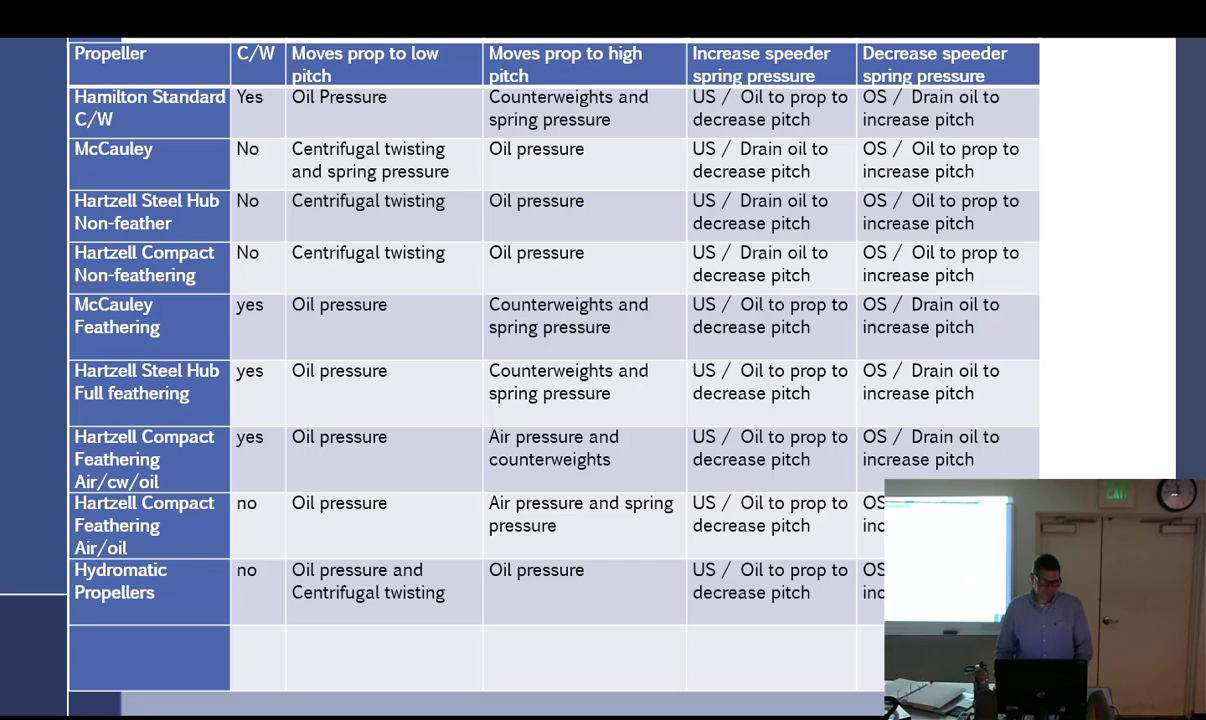 Propeller C/W Moves prop to low Moves prop to high Increase speeder Decrease speeder
pitch pitch spring pressure spring pressure
Hamilton Standard Yes Oil Pressure Counterweights and US / Oil to prop to OS / Drain oil to
C/W spring pressure decrease pitch increase pitch
McCauley No Centrifugal twisting Oil pressure US / Drain oil to OS / Oil to prop to
and spring pressure decrease pitch increase pitch
Hartzell Steel Hub No Centrifugal twisting Oil pressure US / Drain oil to OS / Oil to prop to
Non-feather decrease pitch increase pitch
Hartzell Compact No Centrifugal twisting Oil pressure US / Drain oil to OS / Oil to prop to
Non-feathering decrease pitch increase pitch
McCauley yes Oil pressure Counterweights and US / Oil to prop to OS / Drain oil to
Feathering spring pressure decrease pitch increase pitch
Hartzell Steel Hub yes Oil pressure Counterweights and US / Oil to prop to OS / Drain oil to
Full feathering spring pressure decrease pitch increase pitch
Hartzell Compact yes Oil pressure Air pressure and US / Oil to prop to OS / Drain oil to
Feathering counterweights decrease pitch increase pitch
Air/cw/oil
Hartzell Compact no Oil pressure Air pressure and spring US / Oil to prop to OS
Feathering pressure decrease pitch inc
Air/oil
Hydromatic no Oil pressure and Oil pressure US / Oil to prop to OS
Propellers Centrifugal twisting decrease pitch inc
EXIT